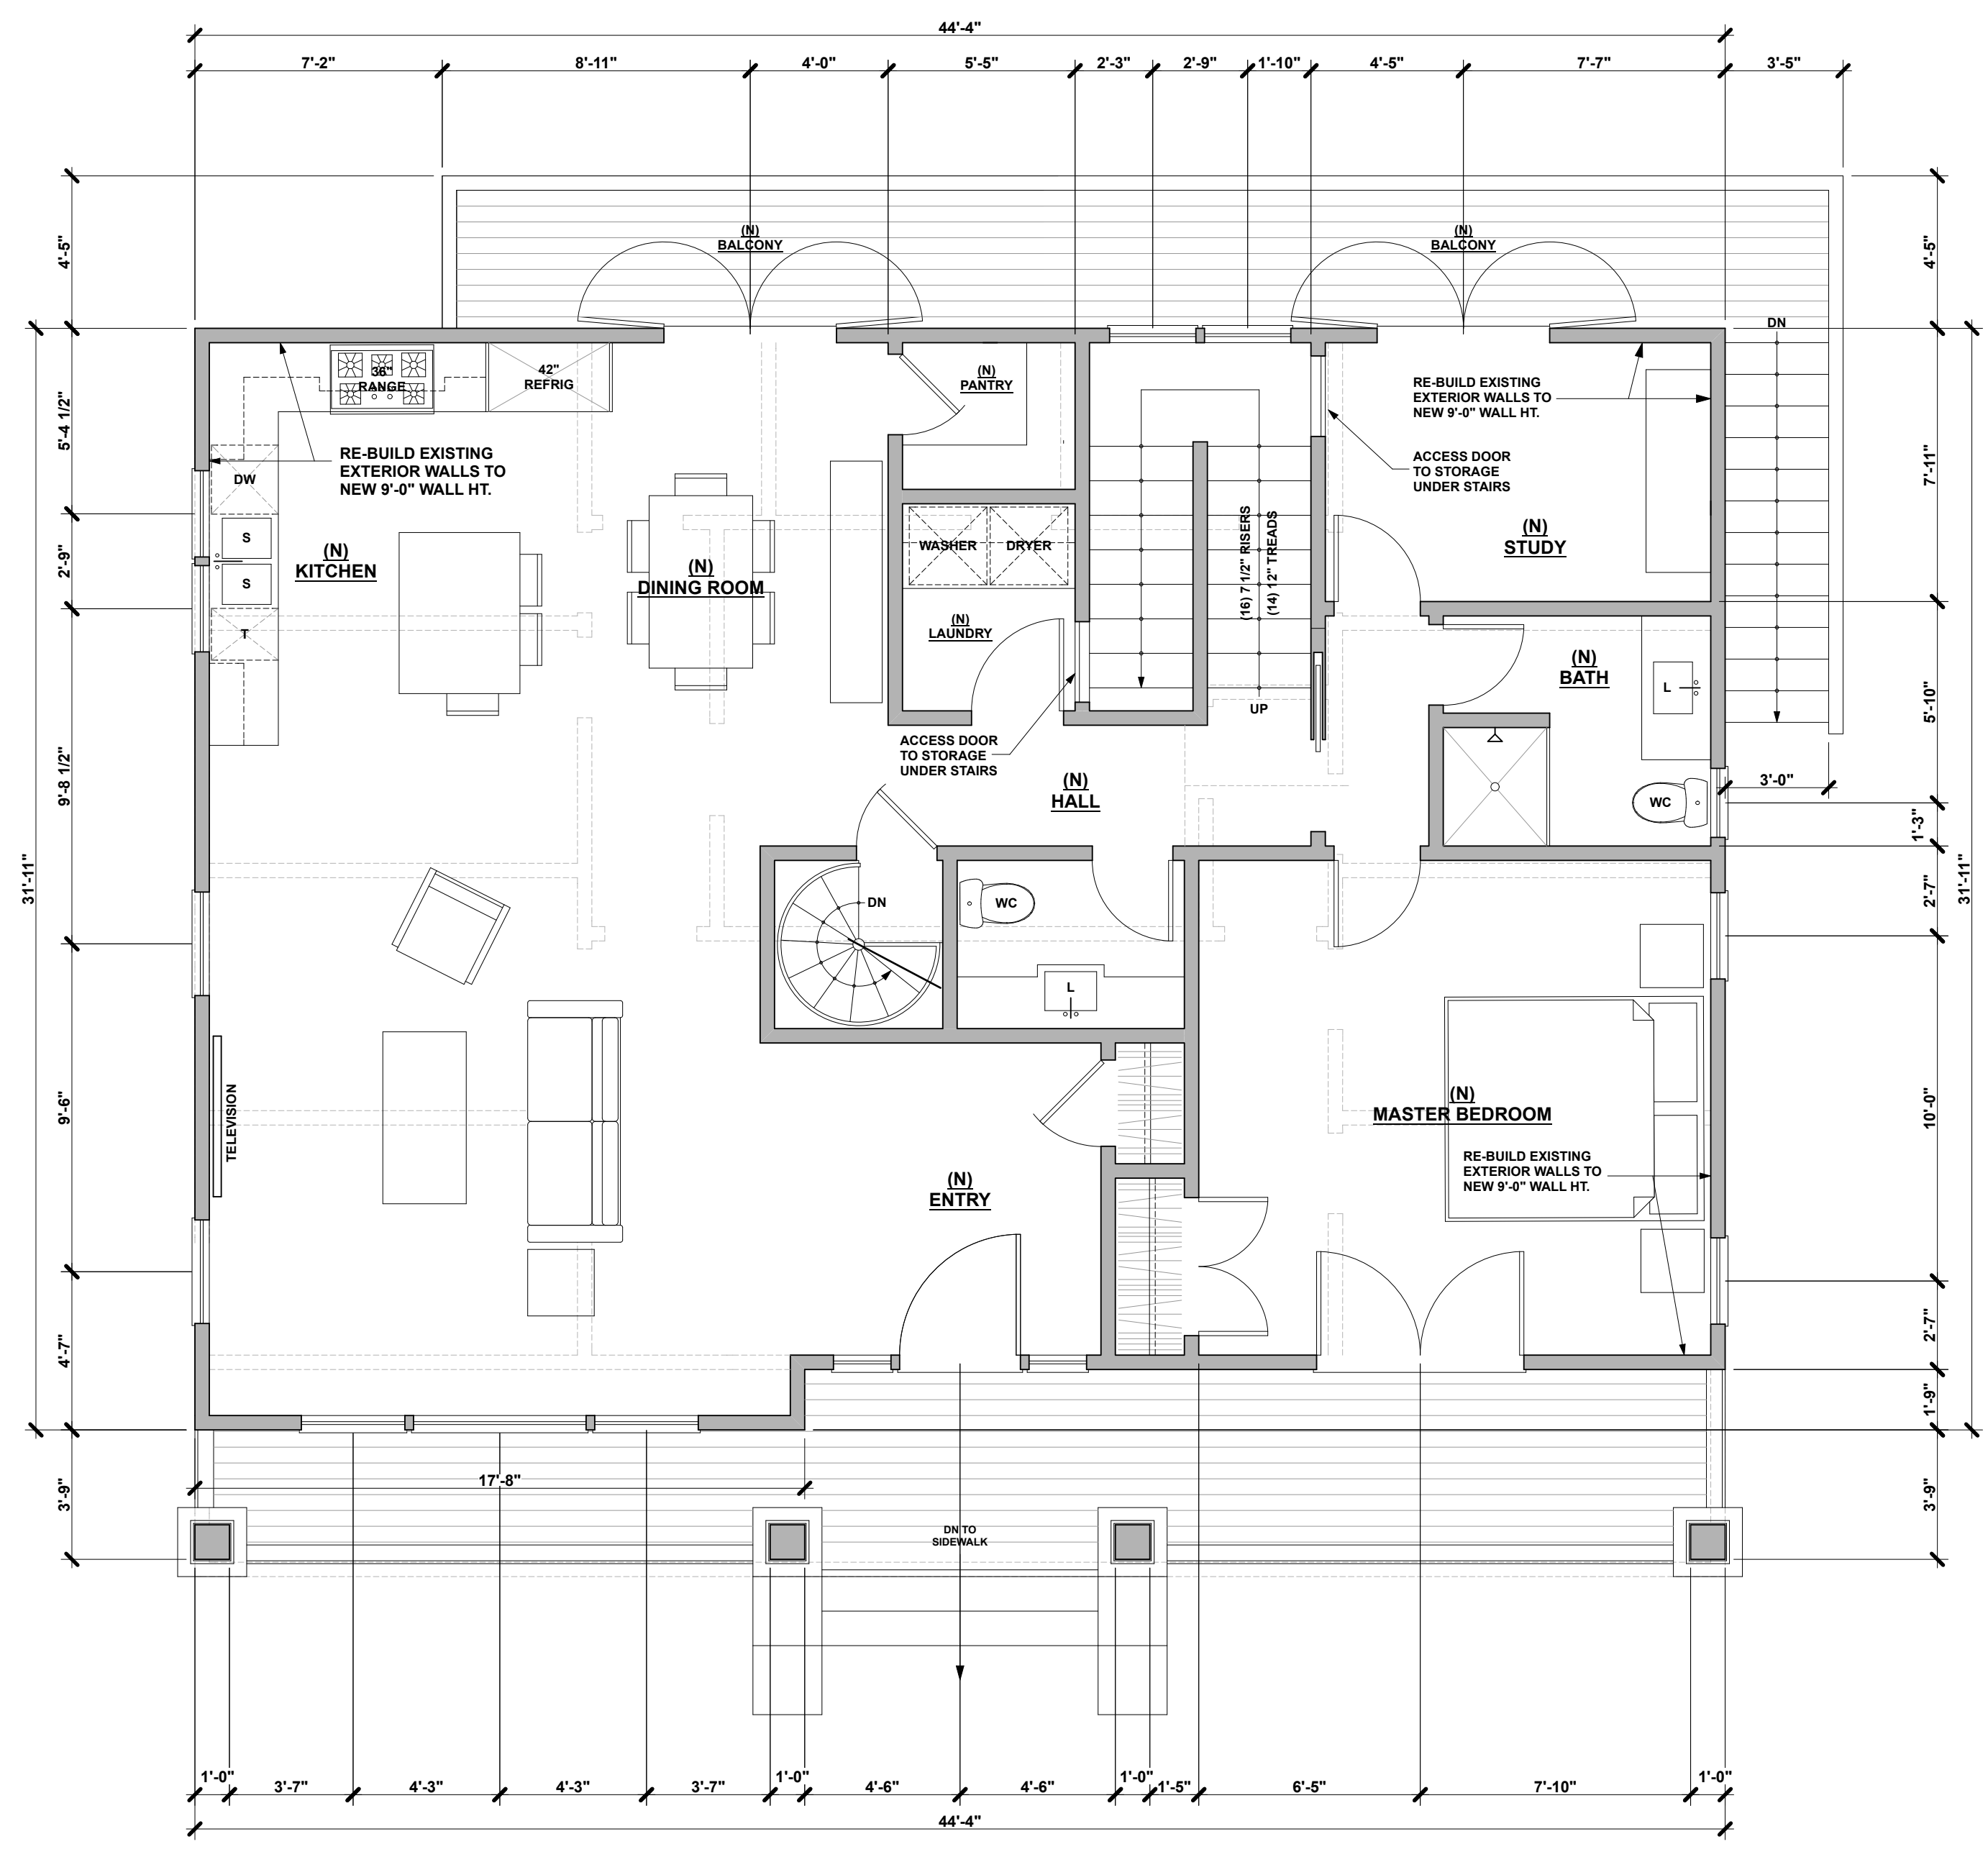 44'-4"
7'-2" 8'-11" 4'-0" 5'-5" 2'-3" 2'-9" 1'-10" 4'-5" 7'-7" 3'-5"
4'-5"
5'-4 1/2"
2'-9"
9'-8 1/2"
9'-6"
4'-7"
3'-9"
31'-11"
(N)
BALCONY
(N)
BALCONY
DN
36"
RANGE
42"
REFRIG
(N)
PANTRY
RE-BUILD EXISTING
EXTERIOR WALLS TO
NEW 9'-0" WALL HT.
RE-BUILD EXISTING
EXTERIOR WALLS TO
NEW 9'-0" WALL HT.
ACCESS DOOR
TO STORAGE
UNDER STAIRS
DW
S
S
T
(N)
KITCHEN
(N)
DINING ROOM
WASHER
DRYER
(N)
LAUNDRY
(16) 7 1/2" RISERS
(14) 12" TREADS
UP
(N)
STUDY
(N)
BATH
L
WC
3'-0"
ACCESS DOOR
TO STORAGE
UNDER STAIRS
(N)
HALL
DN
WC
L
TELEVISION
(N)
ENTRY
(N)
MASTER BEDROOM
RE-BUILD EXISTING
EXTERIOR WALLS TO
NEW 9'-0" WALL HT.
17'-8"
DN TO
SIDEWALK
4'-5"
7'-11"
5'-10"
1'-3"
2'-7"
10'-0"
2'-7"
1'-9"
3'-9"
31'-11"
1'-0" 3'-7" 4'-3" 4'-3" 3'-7" 1'-0" 4'-6" 4'-6" 1'-0" 1'-5" 6'-5" 7'-10" 1'-0"
44'-4"